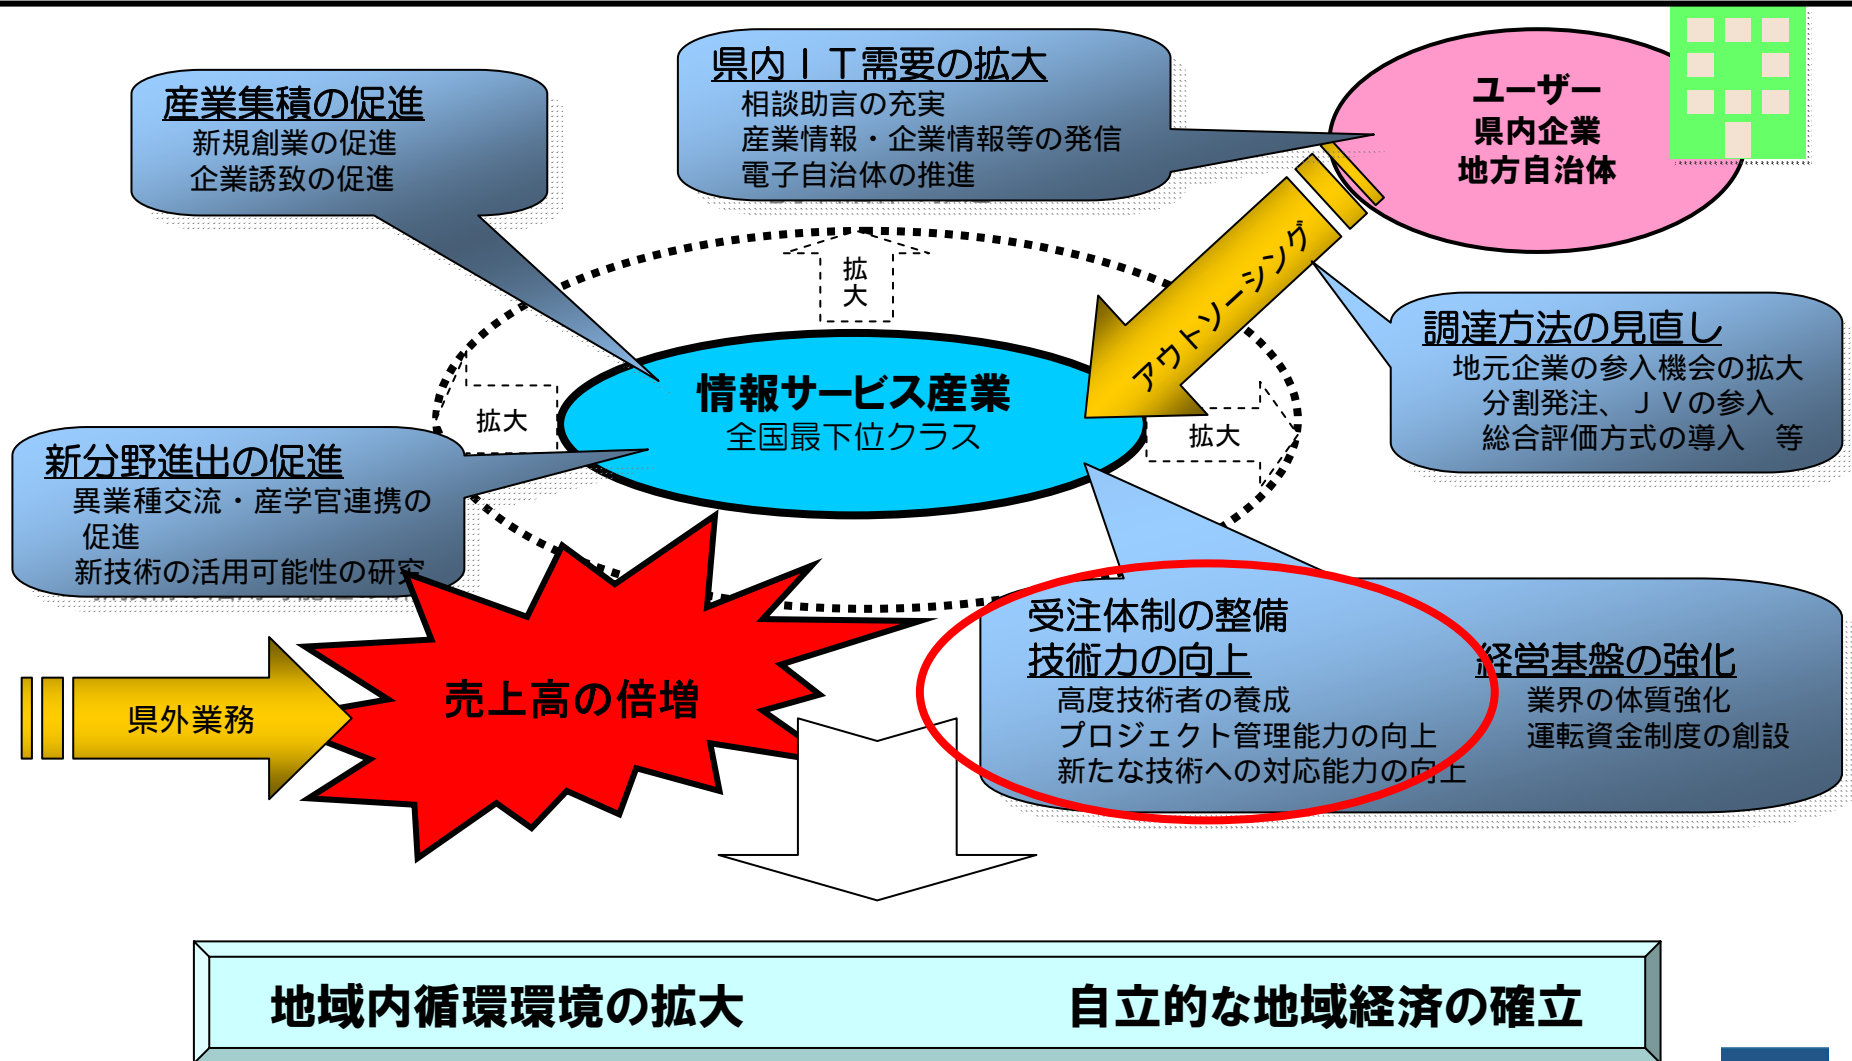 産業集積の促進
新規創業の促進
企業誘致の促進
県内ＩＴ需要の拡大
相談助言の充実
産業情報・企業情報等の発信
電子自治体の推進
ユーザー
県内企業
地方自治体
アウトソーシング
拡
大
調達方法の見直し
地元企業の参入機会の拡大
分割発注、ＪＶの参入
総合評価方式の導入　等
情報サービス産業
全国最下位クラス
拡大
拡大
新分野進出の促進
異業種交流・産学官連携の
促進
新技術の活用可能性の研究
売上高の倍増
県外業務
受注体制の整備
技術力の向上
高度技術者の養成
プロジェクト管理能力の向上
新たな技術への対応能力の向上
経営基盤の強化
業界の体質強化
運転資金制度の創設
地域内循環環境の拡大
自立的な地域経済の確立